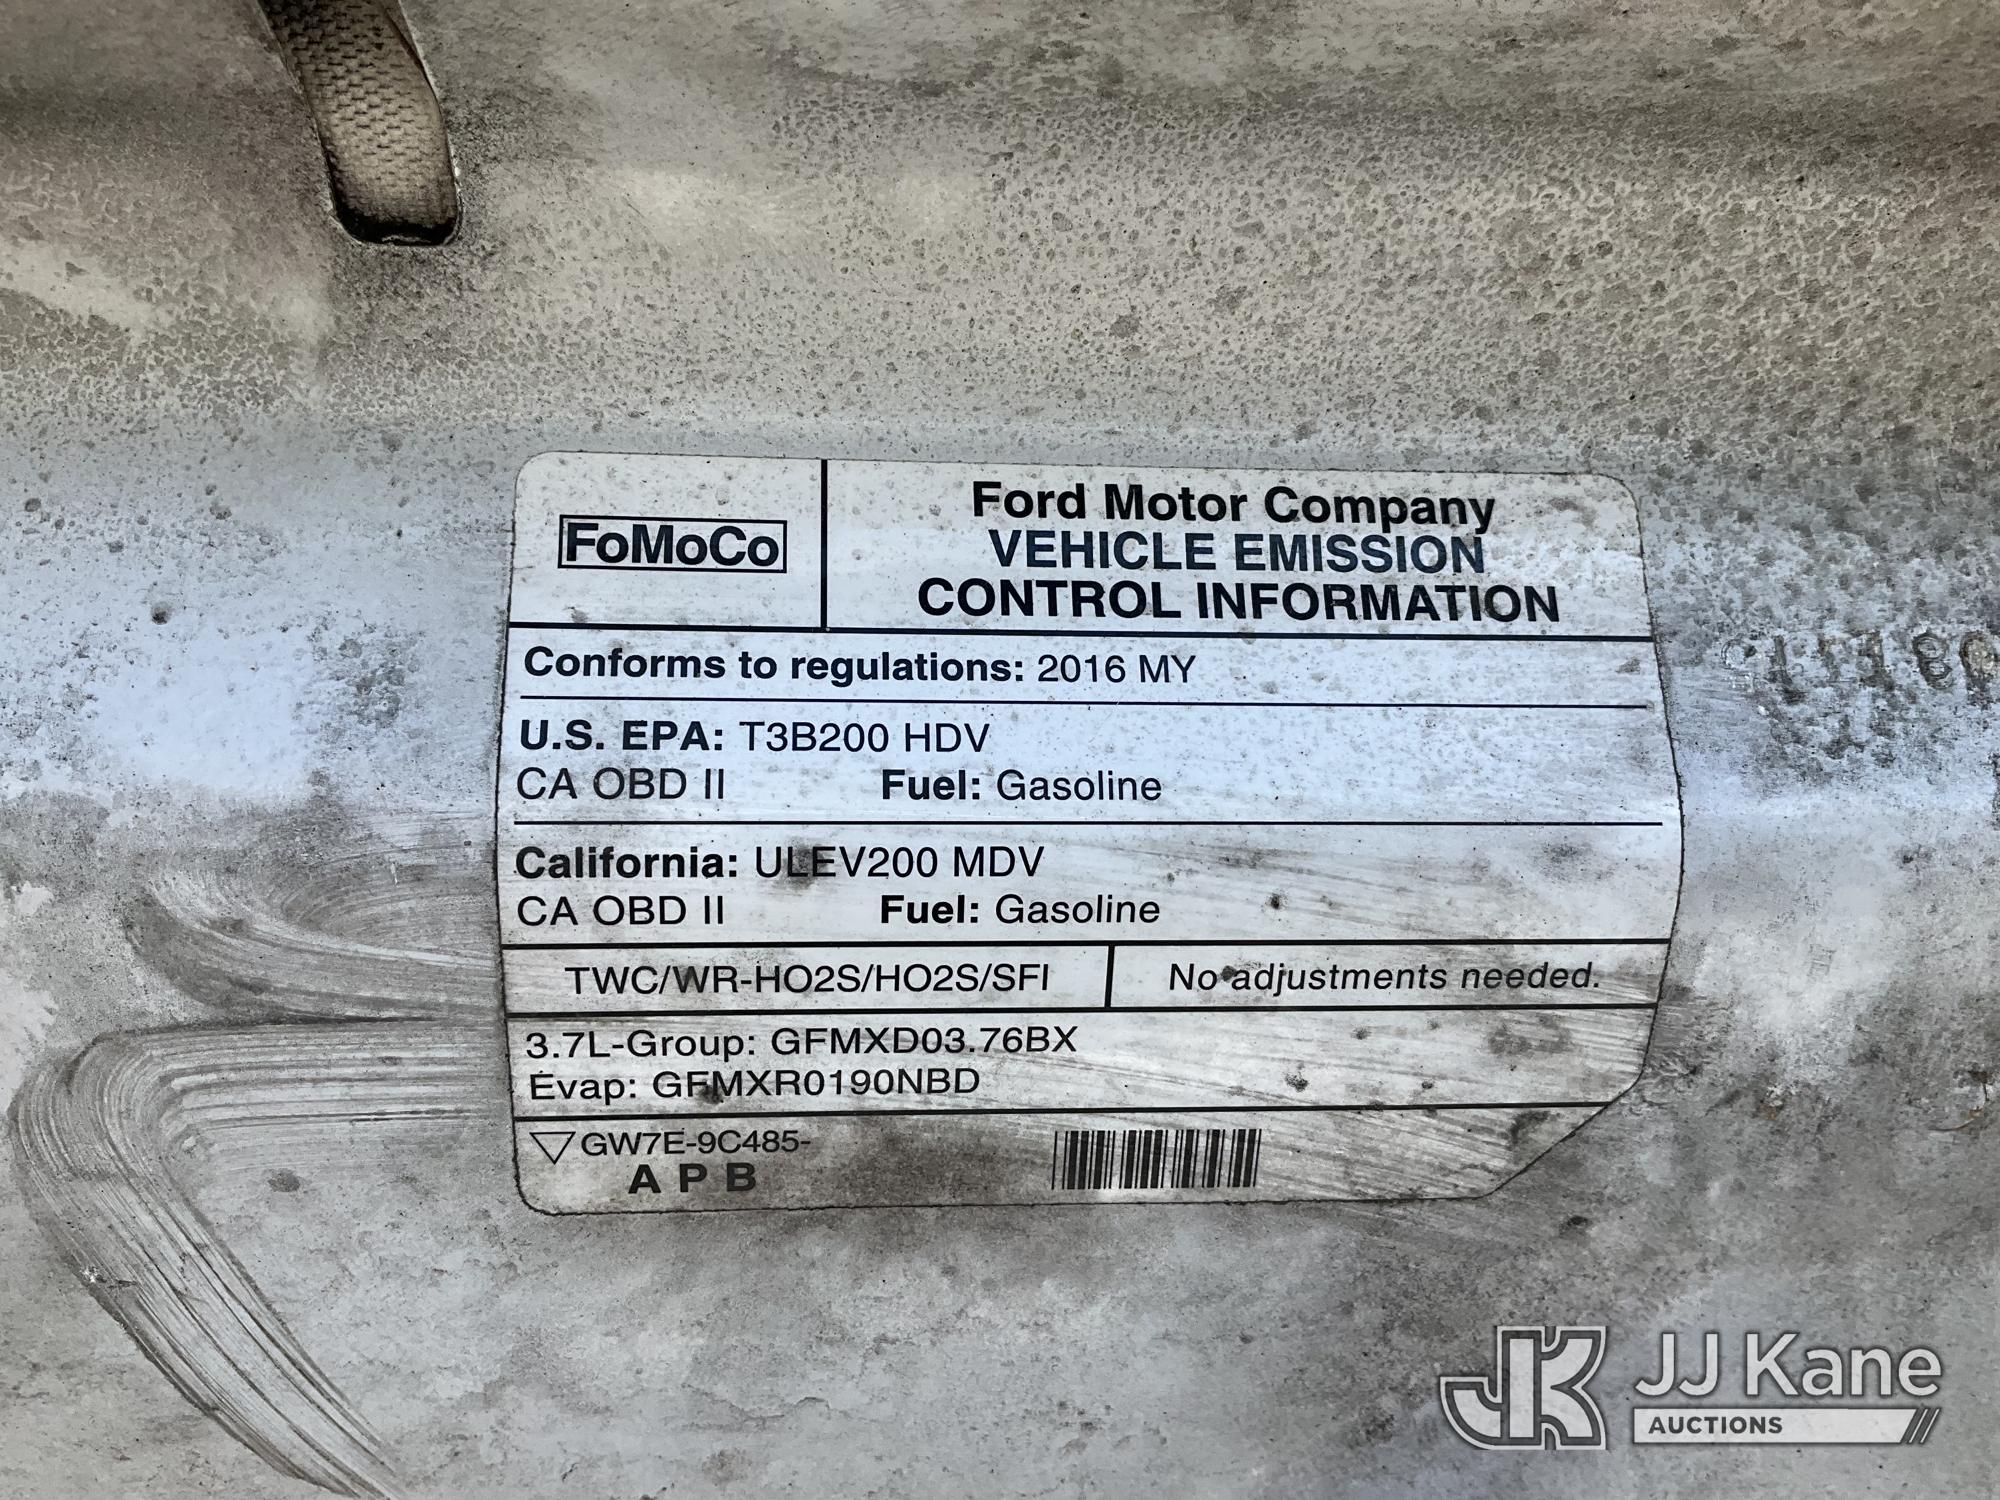 FoMoCo
Ford Motor Company
VEHICLE EMISSION
CONTROL INFORMATION
Conforms to regulations: 2016 MY
U.S. EPA: T3B200 HDV
CA OBD II Fuel: Gasoline
California: ULEV200 MDV
CA OBD II Fuel: Gasoline
TWC/WR-HO2S/HO2S/SFI No adjustments needed.
3.7L-Group: GFMXD03.76BX
Evap: GFMXR0190NBD
GW7E-9C485-
A P B
JK JJ Kane
AUCTIONS